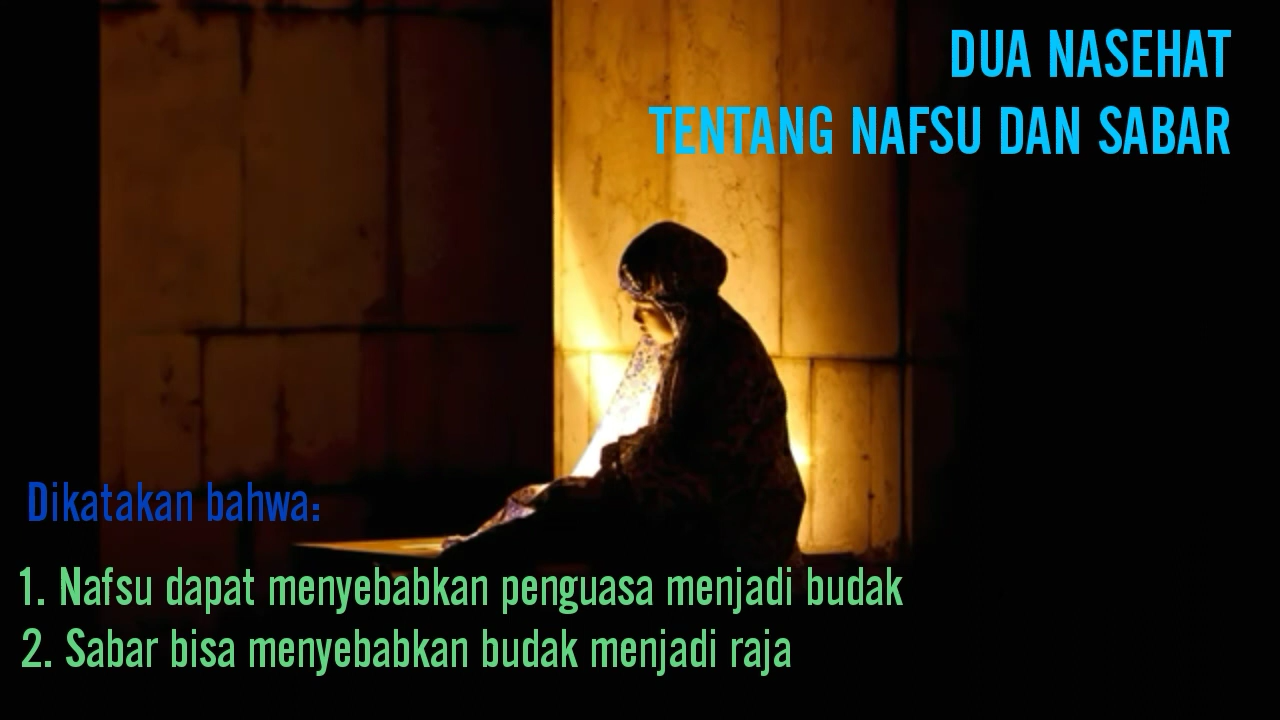 DUA NASEHAT
TENTANG NAFSU DAN SABAR
Dikatakan bahwa:
1. Nafsu dapat menyebabkan penguasa menjadi budak
2. Sabar bisa menyebabkan budak menjadi raja